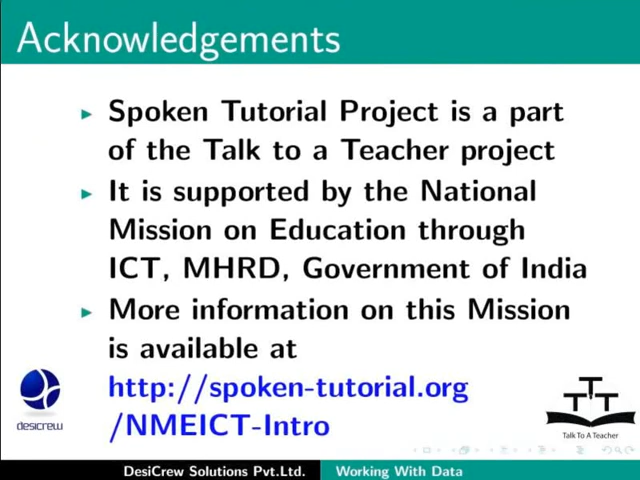 Acknowledgements
Spoken Tutorial Project is a part
of the Talk to a Teacher project
It is supported by the National
Mission on Education through
ICT, MHRD, Government of India
More information on this Mission
is available at
http://spoken-tutorial.org
/NMEICT-Intro
desicrew
TTT
Talk To A Teacher
DesiCrew Solutions Pvt.Ltd.
Working With Data